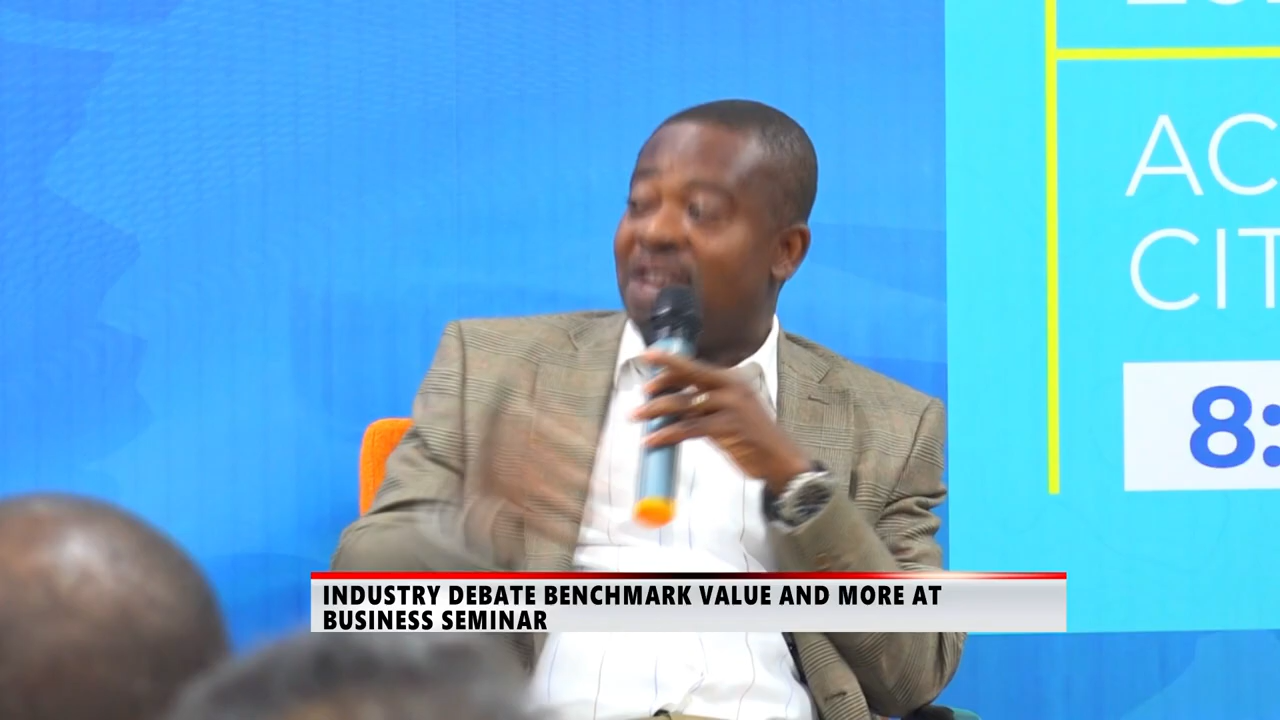 AC
CIT
8:
INDUSTRY DEBATE BENCHMARK VALUE AND MORE AT
BUSINESS SEMINAR